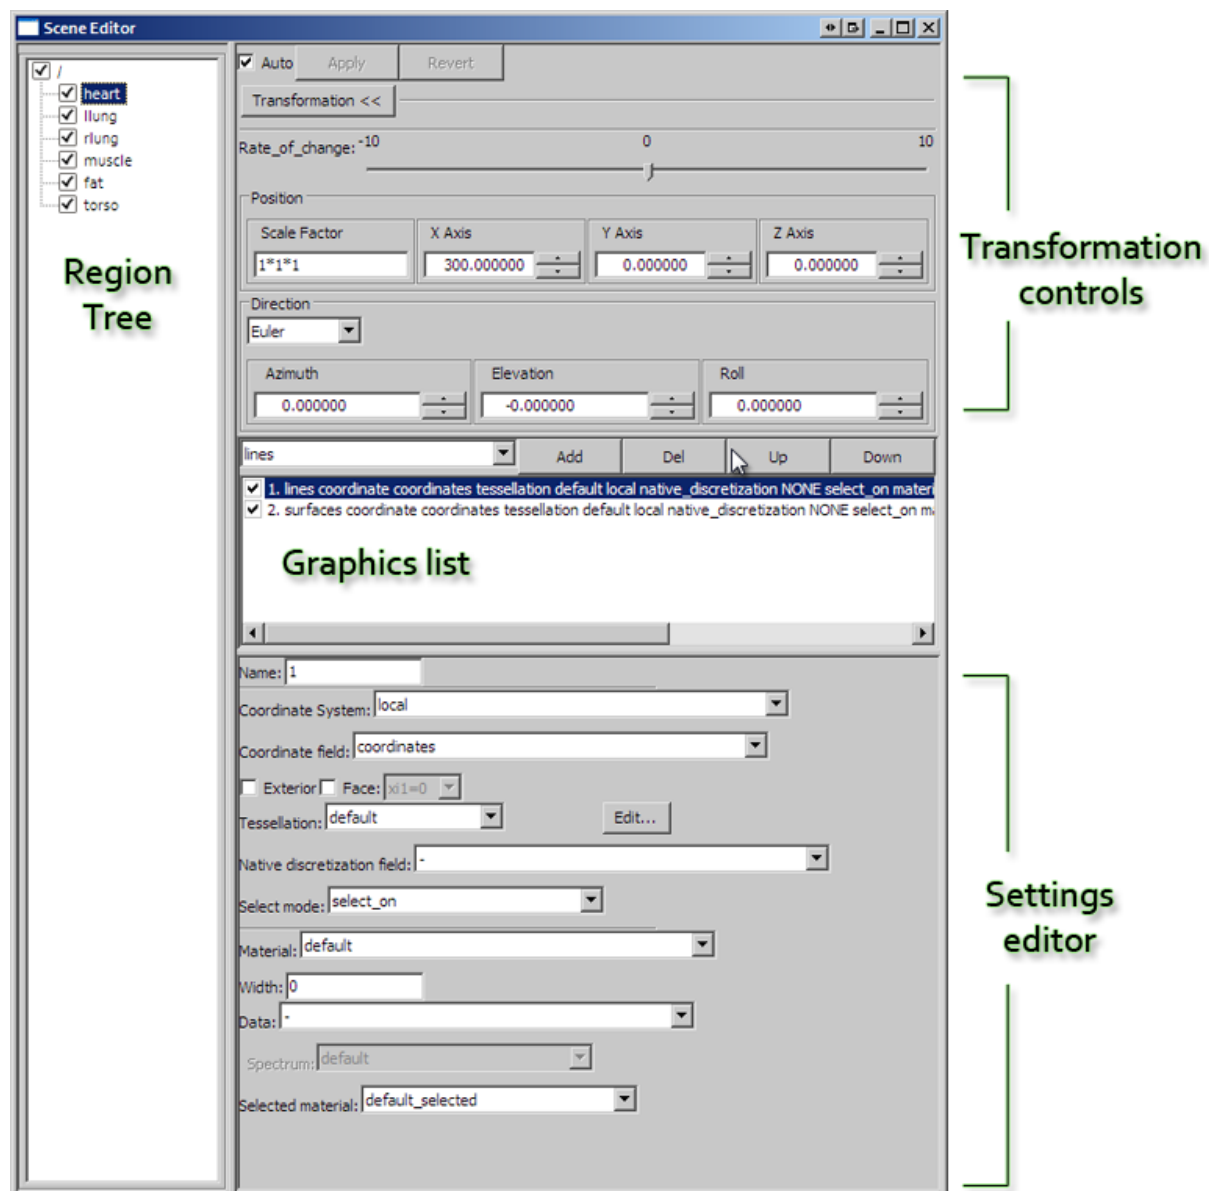 Scene Editor
/
heart
llung
rlung
muscle
fat
torso
Region
Tree
Auto Apply Revert
Transformation <<
Rate_of_change: -10 0 10
Position
Scale Factor X Axis Y Axis Z Axis
1*1*1 300.000000 0.000000 0.000000
Direction
Euler
Azimuth Elevation Roll
0.000000 -0.000000 0.000000
Transformation
controls
lines Add Del Up Down
1. lines coordinate coordinates tessellation default local native_discretization NONE select_on materi
2. surfaces coordinate coordinates tessellation default local native_discretization NONE select_on m
Graphics list
Name: 1
Coordinate System: local
Coordinate field: coordinates
Exterior Face: xi1=0
Tessellation: default Edit...
Native discretization field: -
Select mode: select_on
Material: default
Width: 0
Data: -
Spectrum: default
Selected material: default_selected
Settings
editor